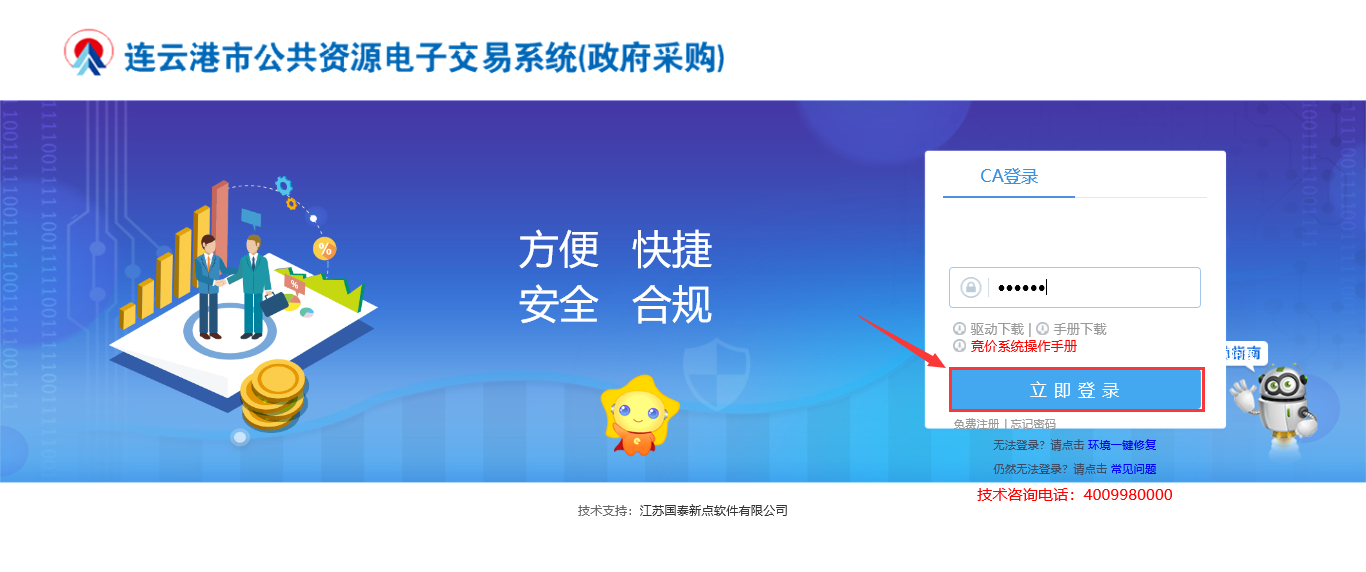 连云港市公共资源电子交易系统(政府采购)
CA登录
方便 快捷
安全 合规
%
%
驱动下载 | 手册下载
竞价系统操作手册
指南
立即登录
免费注册 | 忘记密码
无法登录？请点击 环境一键修复
仍然无法登录？请点击 常见问题
技术咨询电话：4009980000
技术支持：江苏国泰新点软件有限公司